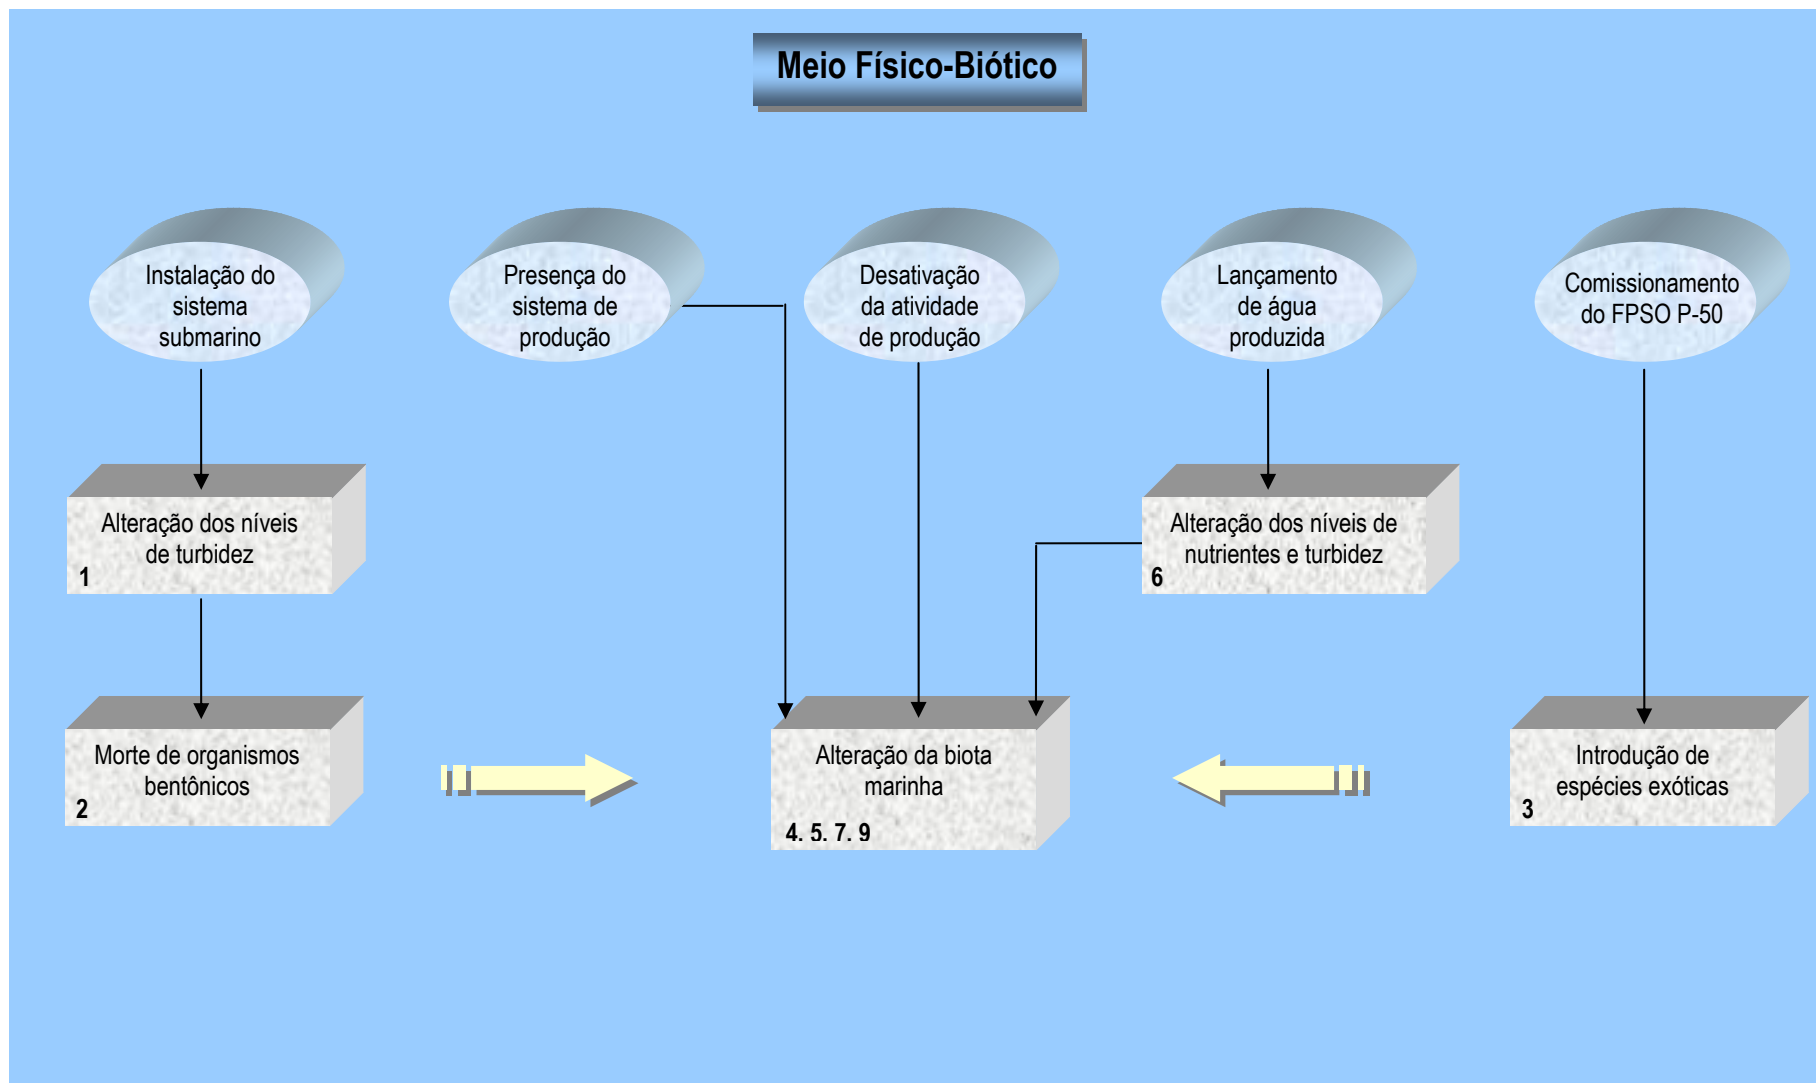 Meio Físico-Biótico
Instalação do
sistema
submarino
Presença do
sistema de
produção
Desativação
da atividade
de produção
Lançamento
de água
produzida
Comissionamento
do FPSO P-50
Alteração dos níveis
de turbidez
1
Alteração dos níveis de
nutrientes e turbidez
6
Morte de organismos
bentônicos
2
Alteração da biota
marinha
4, 5, 7, 9
Introdução de
espécies exóticas
3